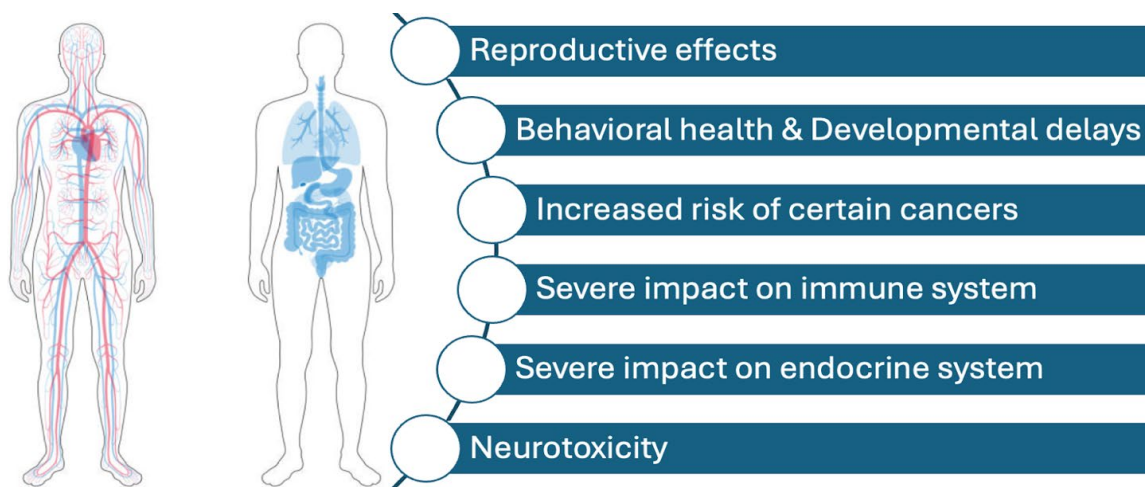 Reproductive effects
Behavioral health & Developmental delays
Increased risk of certain cancers
Severe impact on immune system
Severe impact on endocrine system
Neurotoxicity